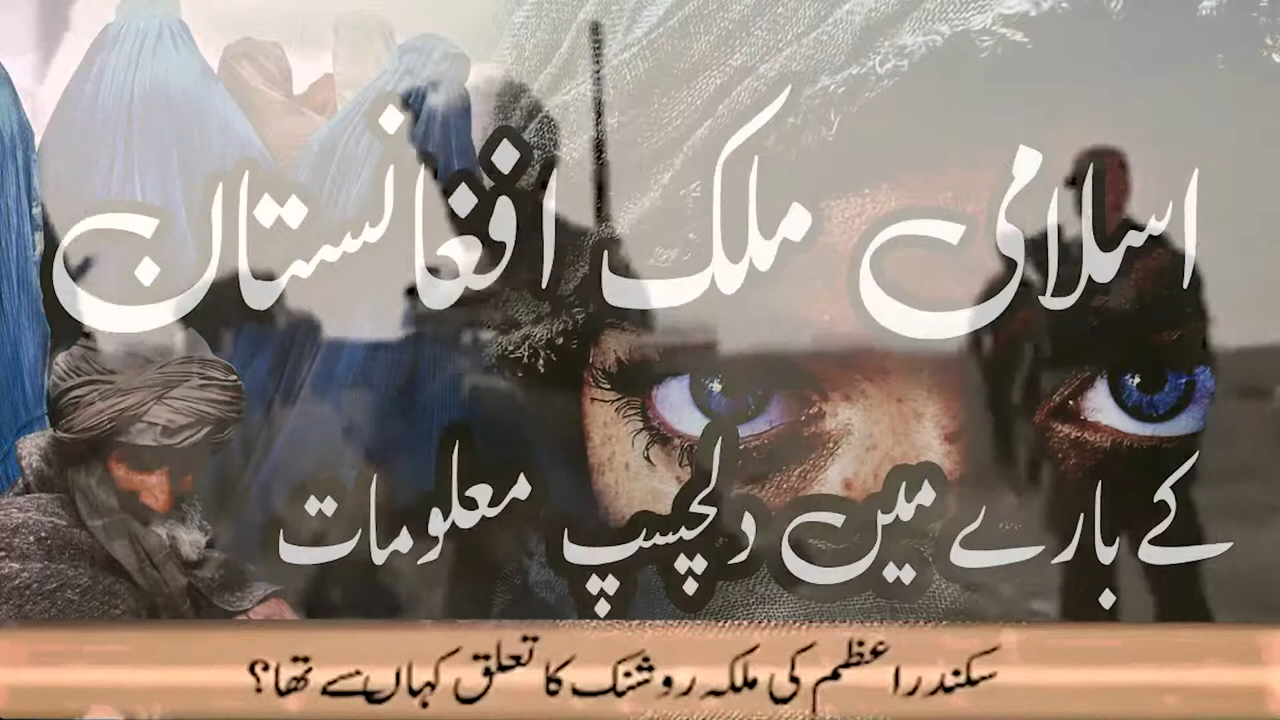 اسلامی ملک افغانستان
کے بارے میں دلچسپ معلومات
سکندر اعظم کی ملکہ روشنک کا تعلق کہاں سے تھا؟